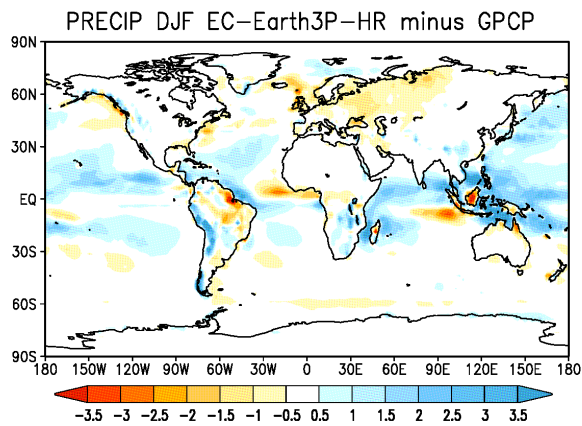 PRECIP DJF EC-Earth3P-HR minus GPCP
90N
60N
30N
EQ
30S
60S
90S
180 150W 120W 90W 60W 30W 0 30E 60E 90E 120E 150E 180
-3.5 -3 -2.5 -2 -1.5 -1 -0.5 0.5 1 1.5 2 2.5 3 3.5